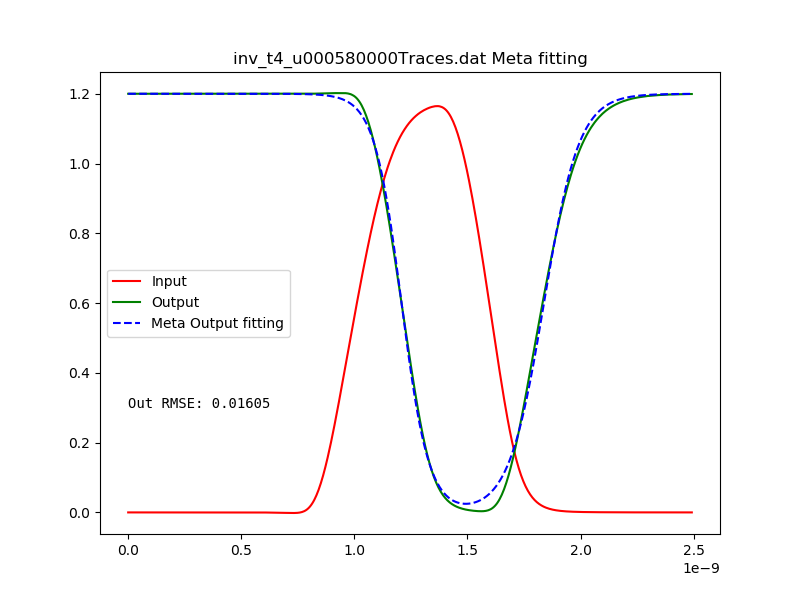 inv_t4_u000580000Traces.dat Meta fitting
1.2
1.0
0.8
0.6
0.4
0.2
0.0
Input
Output
Meta Output fitting
Out RMSE: 0.01605
0.0 0.5 1.0 1.5 2.0 2.5
1e−9